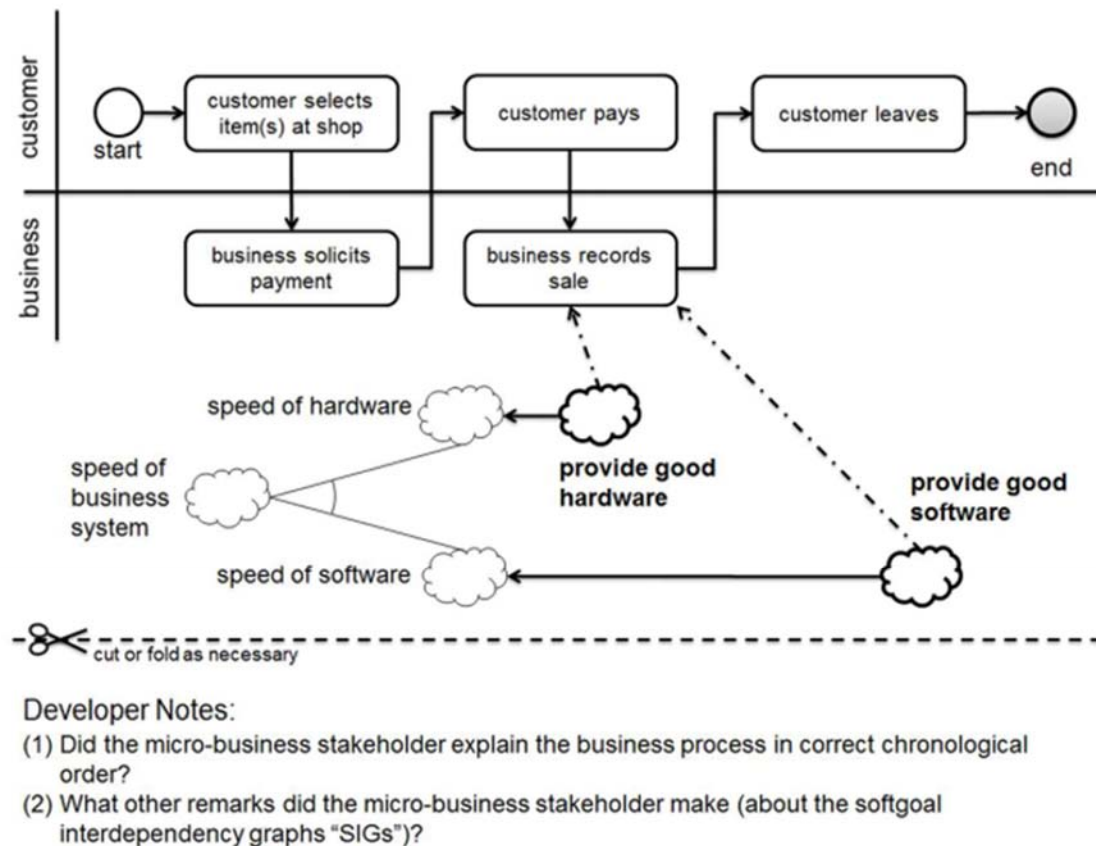 customer
start
customer selects
item(s) at shop
customer pays
customer leaves
end
business
business solicits
payment
business records
sale
speed of hardware
provide good
hardware
speed of
business
system
provide good
software
speed of software
cut or fold as necessary
Developer Notes:
(1) Did the micro-business stakeholder explain the business process in correct chronological
order?
(2) What other remarks did the micro-business stakeholder make (about the softgoal
interdependency graphs “SIGs”)?